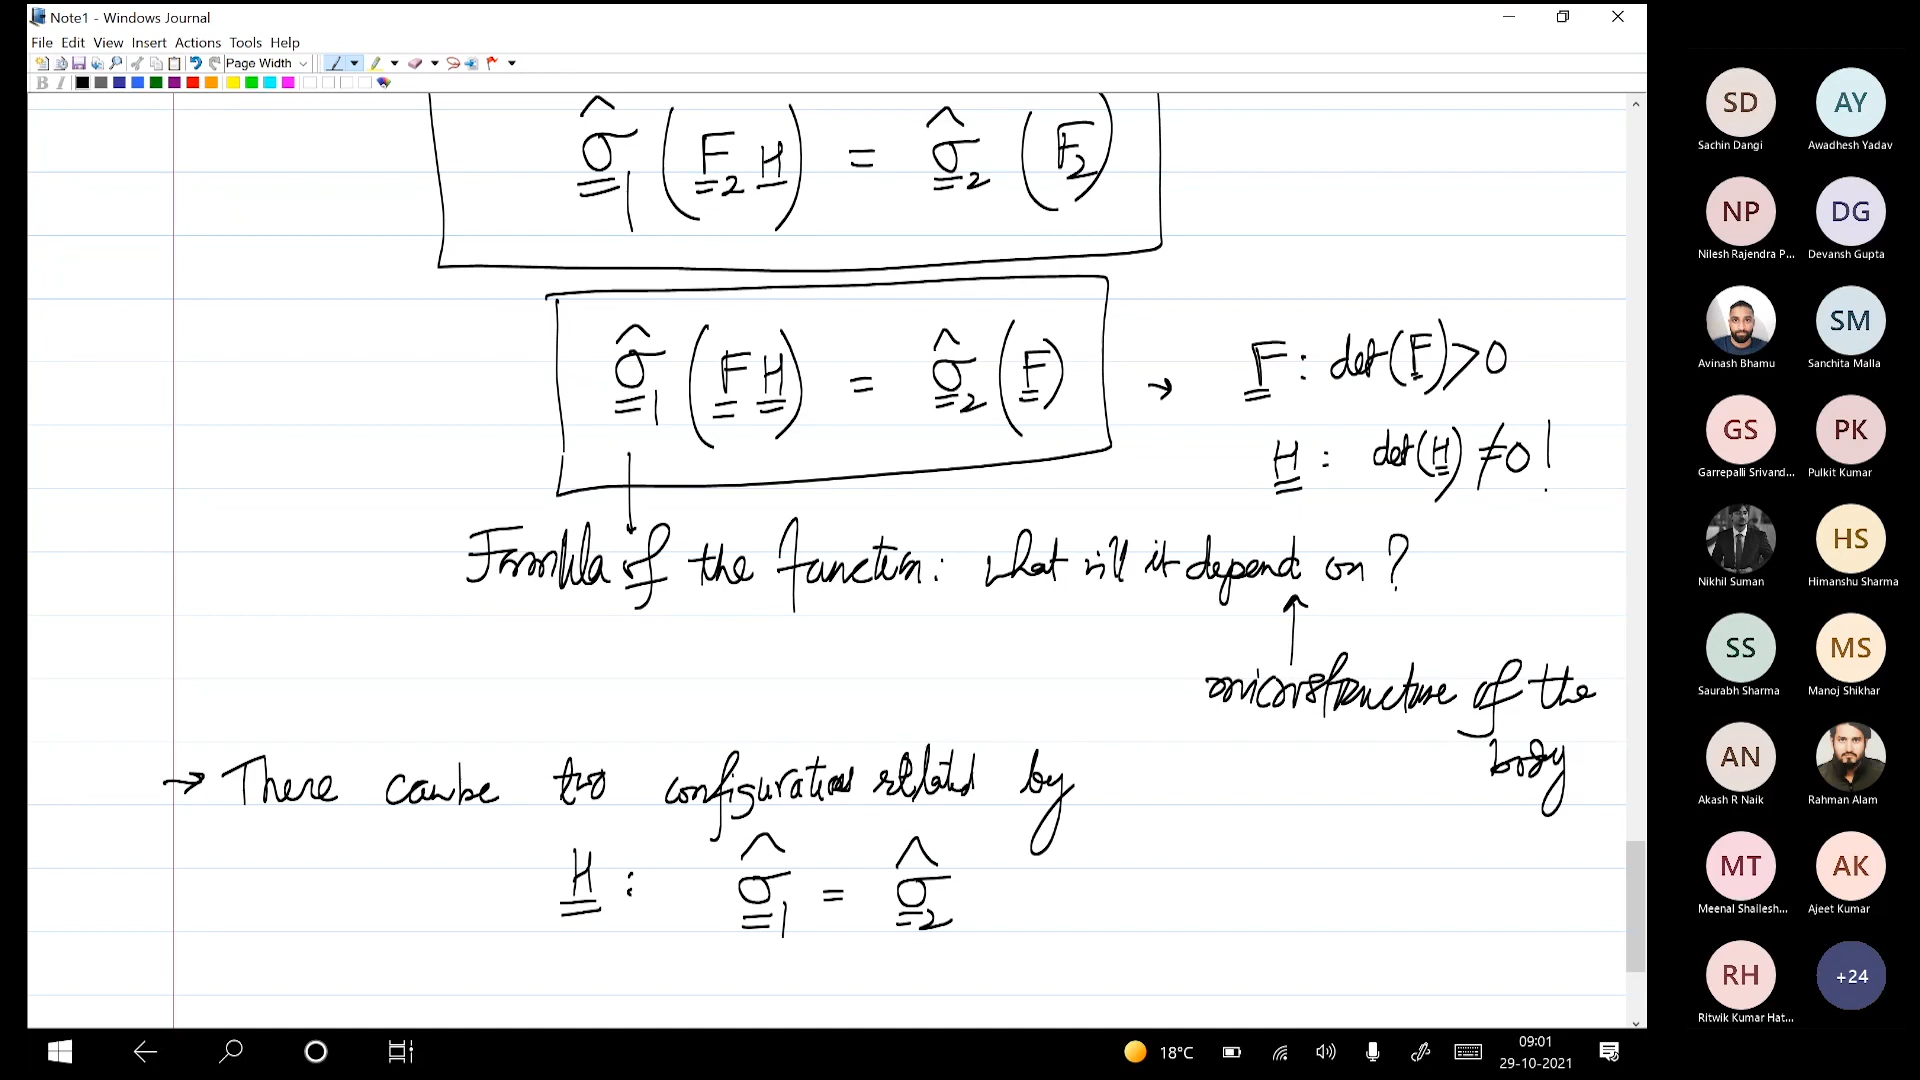 Note1 - Windows Journal
File Edit View Insert Actions Tools Help
Page Width
B I
σ̂₁ (F₂ H) = σ̂₂ (F₂)
σ̂₁ (F H) = σ̂₂ (F) → F : det(F) > 0
H : det(H) ≠ 0 !
Formula of the function : what will it depend on ?
microstructure of the
body
→ There can be two configurations related by
H : σ̂₁ = σ̂₂
SD AY
Sachin Dangi Awadhesh Yadav
NP DG
Nilesh Rajendra P... Devansh Gupta
SM
Avinash Bhamu Sanchita Malla
GS PK
Garrepalli Srivand... Pulkit Kumar
HS
Nikhil Suman Himanshu Sharma
SS MS
Saurabh Sharma Manoj Shikhar
AN
Akash R Naik Rahman Alam
MT AK
Meenal Shailesh... Ajeet Kumar
RH +24
Ritwik Kumar Hat...
18°C 09:01
29-10-2021